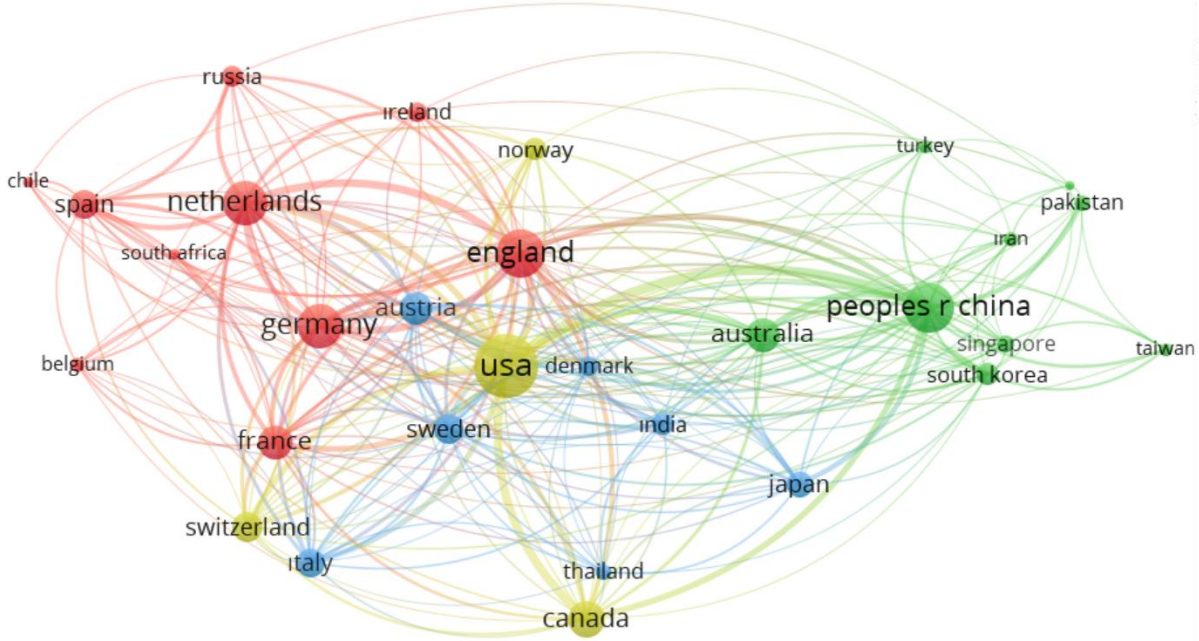 russia
ireland
norway
turkey
chile
spain
netherlands
pakistan
south africa
england
iran
austria
peoples r china
germany
australia
singapore
taiwan
belgium
usa
denmark
south korea
france
sweden
india
japan
switzerland
italy
thailand
canada